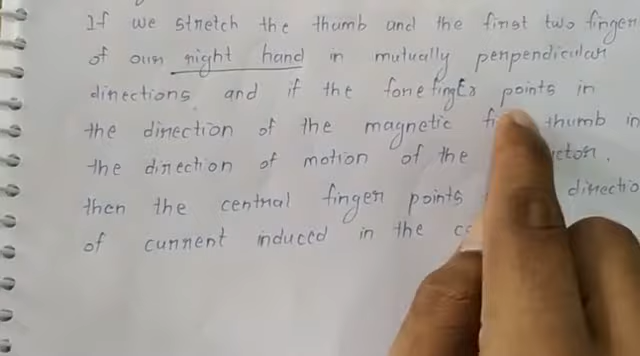 If we stretch the thumb and the first two finger
of our right hand in mutually perpendicular
directions and if the forefingers points in
the direction of the magnetic thumb in
the direction of motion of the
then the central finger points directio
of current induced in the